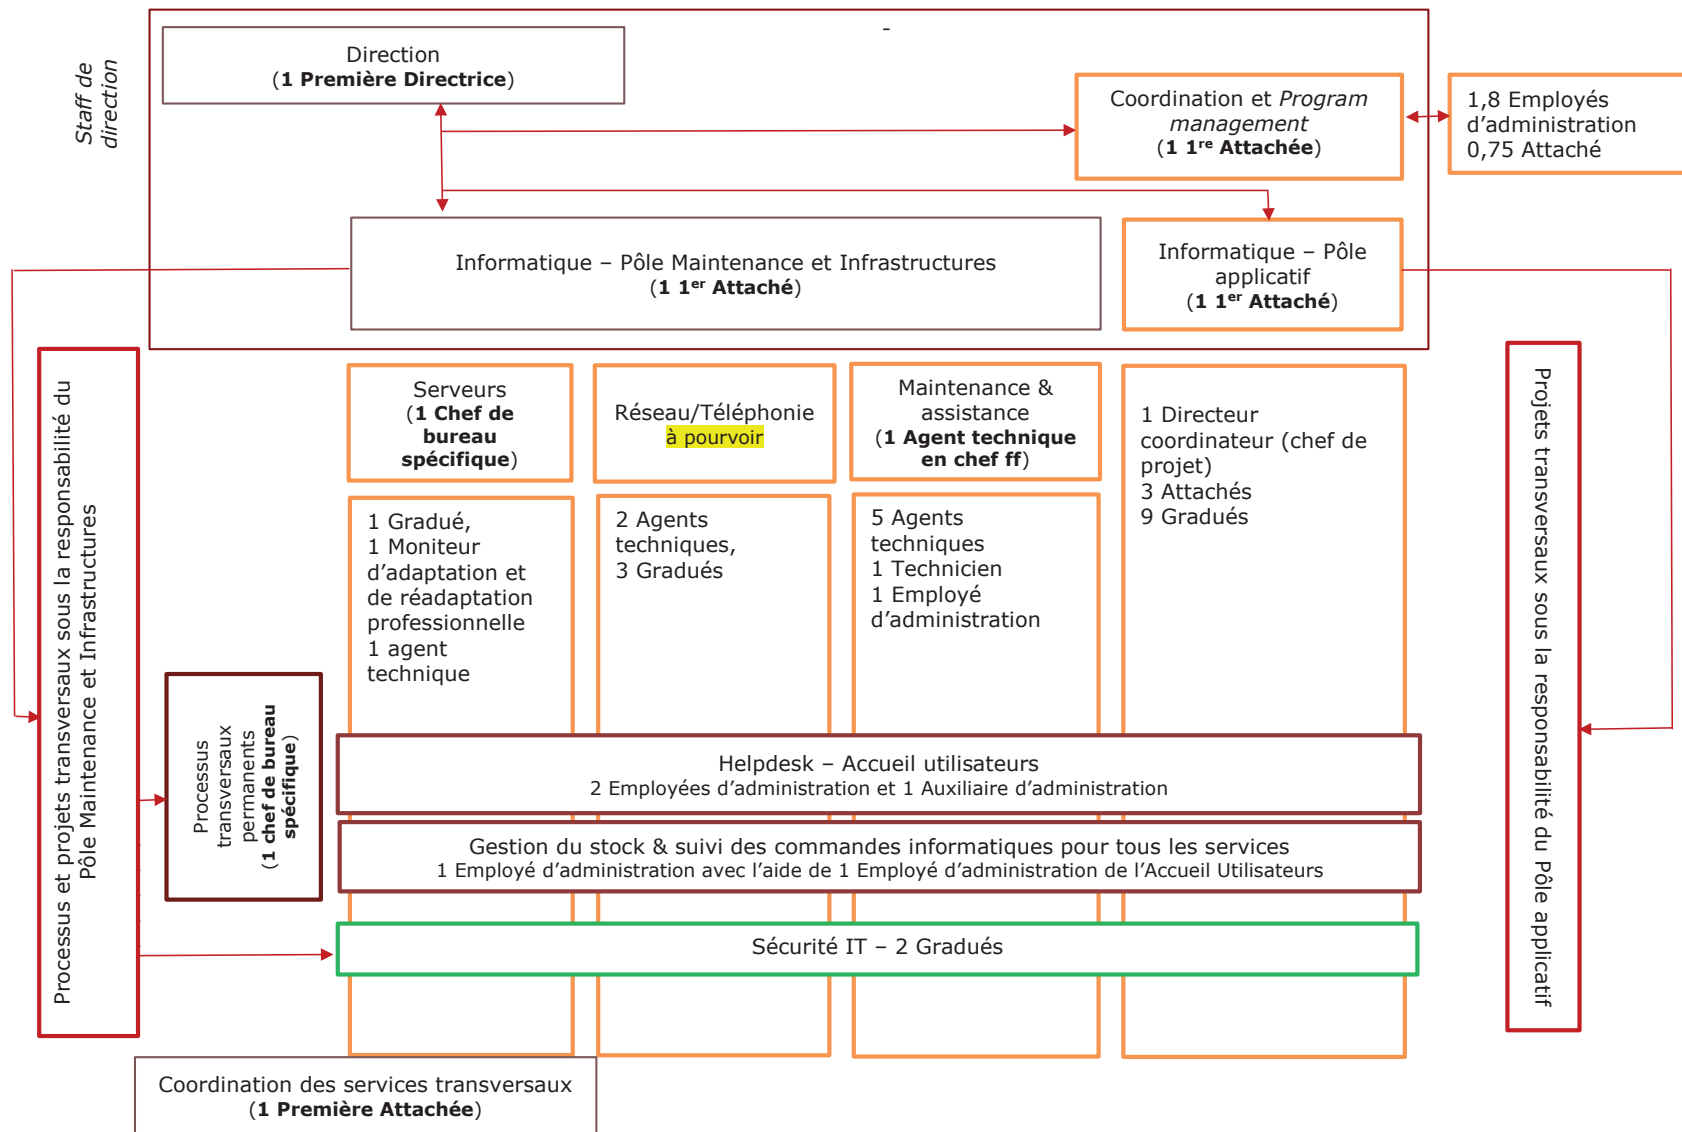 -
Staff de
direction
Direction
(1 Première Directrice)
Coordination et Program
management
(1 1re Attachée)
1,8 Employés
d’administration
0,75 Attaché
Informatique – Pôle Maintenance et Infrastructures
(1 1er Attaché)
Informatique – Pôle
applicatif
(1 1er Attaché)
Processus et projets transversaux sous la responsabilité du
Pôle Maintenance et Infrastructures
Serveurs
(1 Chef de
bureau
spécifique)
Réseau/Téléphonie
à pourvoir
Maintenance &
assistance
(1 Agent technique
en chef ff)
1 Directeur
coordinateur (chef de
projet)
3 Attachés
9 Gradués
1 Gradué,
1 Moniteur
d’adaptation et
de réadaptation
professionnelle
1 agent
technique
2 Agents
techniques,
3 Gradués
5 Agents
techniques
1 Technicien
1 Employé
d’administration
Projets transversaux sous la responsabilité du Pôle applicatif
Processus
transversaux
permanents
(1 chef de bureau
spécifique)
Helpdesk – Accueil utilisateurs
2 Employées d’administration et 1 Auxiliaire d’administration
Gestion du stock & suivi des commandes informatiques pour tous les services
1 Employé d’administration avec l’aide de 1 Employé d’administration de l’Accueil Utilisateurs
Sécurité IT – 2 Gradués
Coordination des services transversaux
(1 Première Attachée)